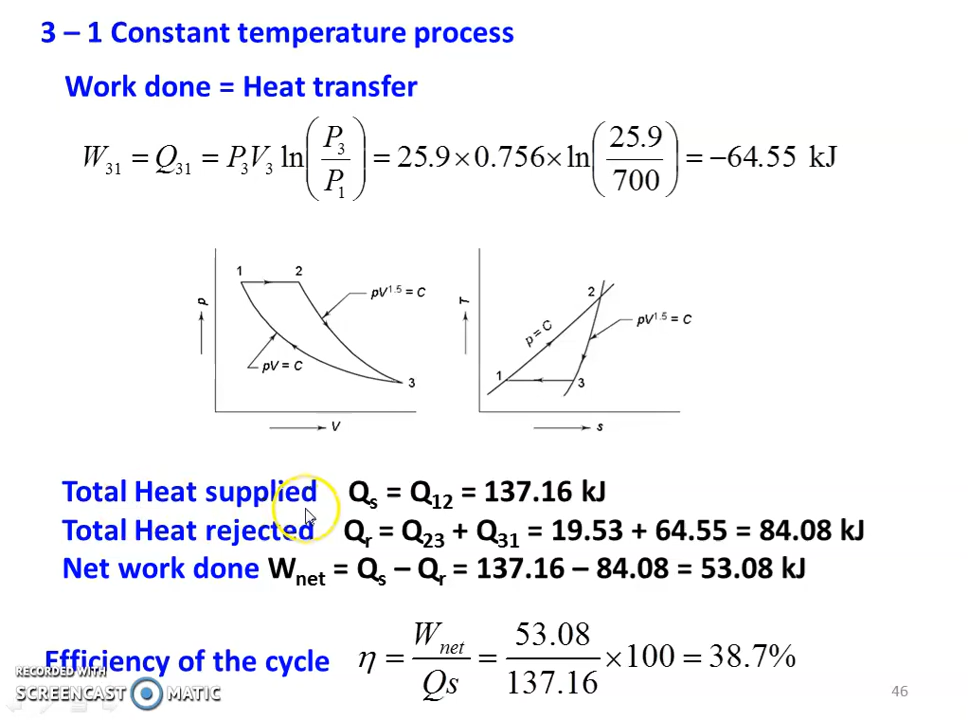 3 – 1 Constant temperature process
Work done = Heat transfer
W31 = Q31 = P3V3 ln(P3/P1) = 25.9×0.756×ln(25.9/700) = −64.55 kJ
1 2
pV^1.5 = C
pV = C
3
p
V
2
pV^1.5 = C
p = C
1
3
T
s
Total Heat supplied Qs = Q12 = 137.16 kJ
Total Heat rejected Qr = Q23 + Q31 = 19.53 + 64.55 = 84.08 kJ
Net work done Wnet = Qs – Qr = 137.16 – 84.08 = 53.08 kJ
Efficiency of the cycle η = Wnet/Qs = 53.08/137.16 ×100 = 38.7%
RECORDED WITH
SCREENCAST MATIC
46